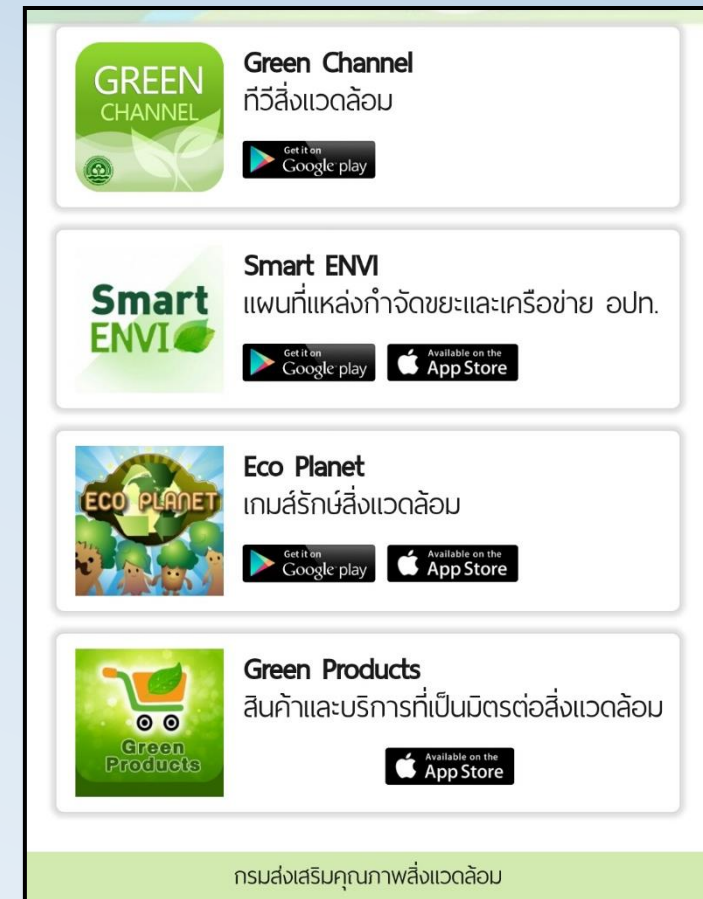 GREEN
CHANNEL
Green Channel
ทีวีสิ่งแวดล้อม
Get it on
Google play
Smart
ENVI
Smart ENVI
แผนที่แหล่งกำจัดขยะและเครือข่าย อปท.
Get it on
Google play
Available on the
App Store
ECO PLANET
Eco Planet
เกมส์รักษ์สิ่งแวดล้อม
Get it on
Google play
Available on the
App Store
Green
Products
Green Products
สินค้าและบริการที่เป็นมิตรต่อสิ่งแวดล้อม
Available on the
App Store
กรมส่งเสริมคุณภาพสิ่งแวดล้อม